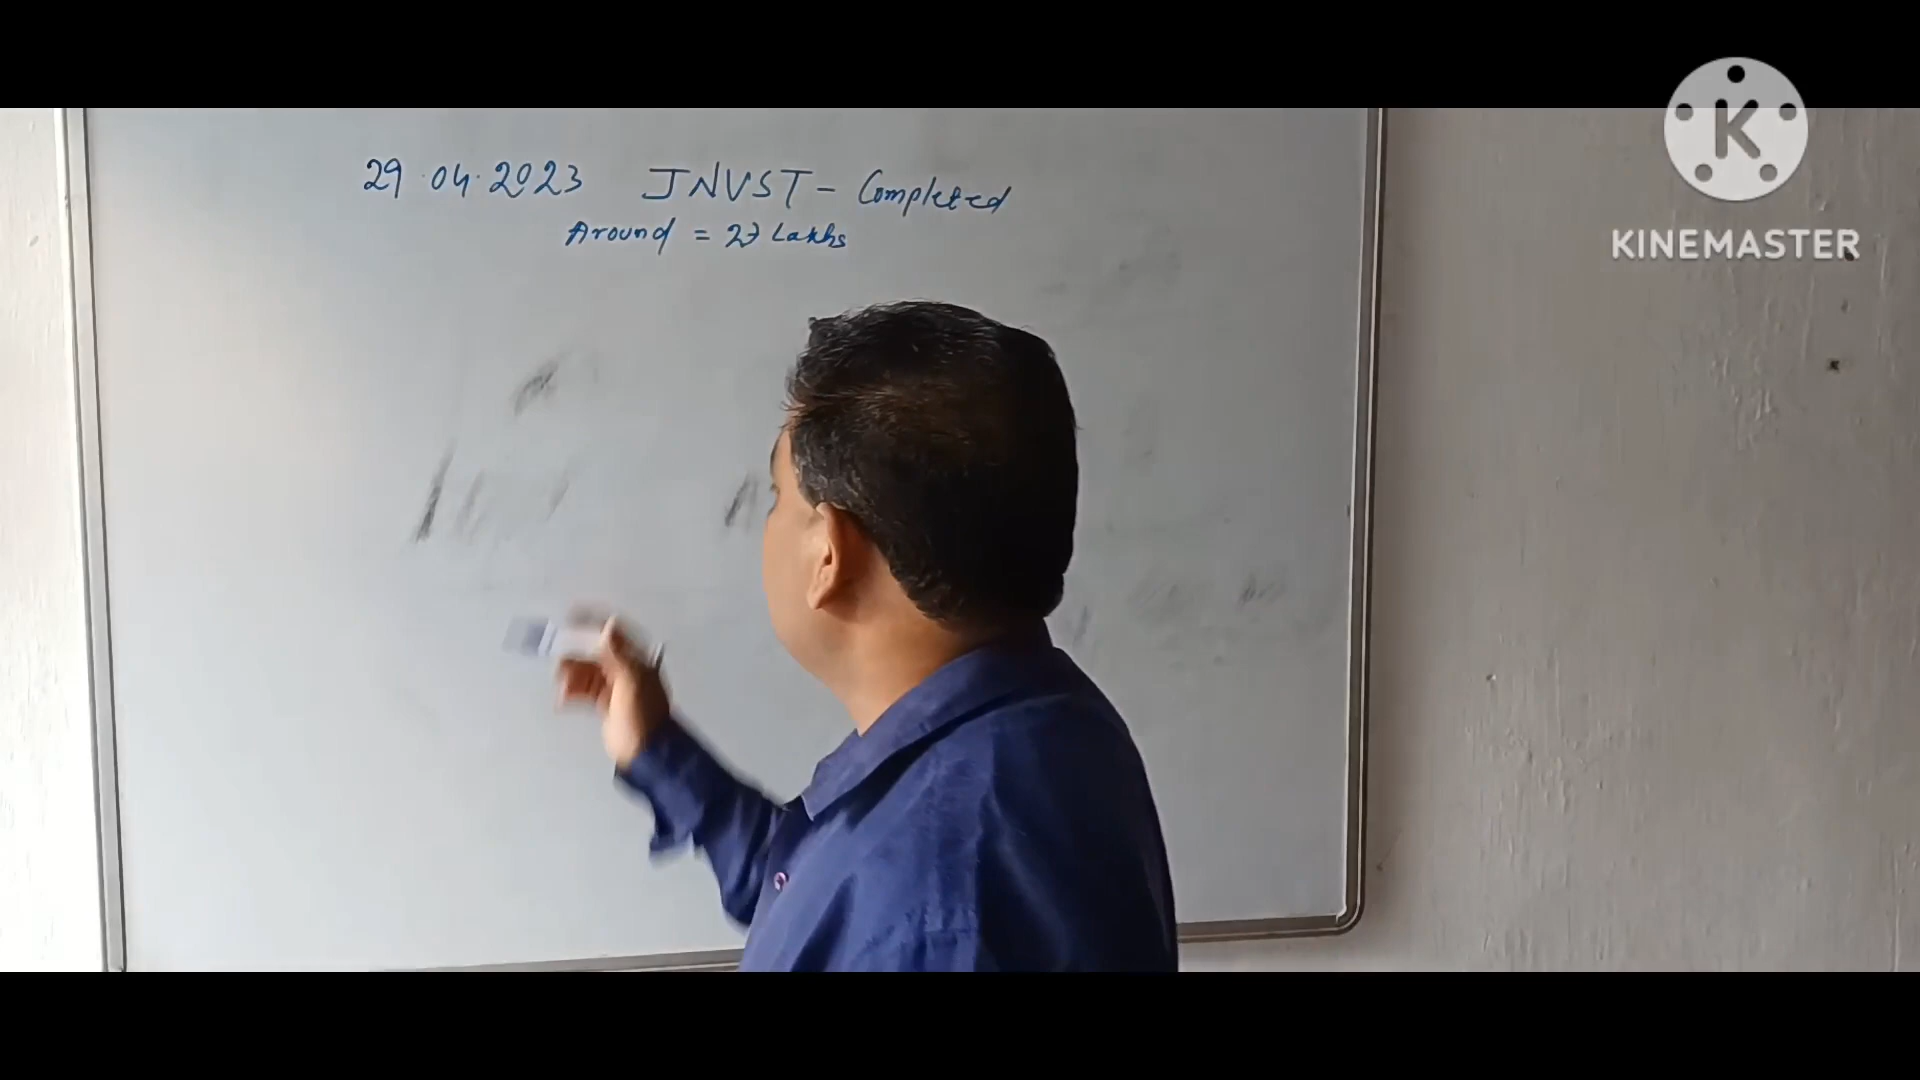 29.04.2023 JNVST - Completed
Around = 27 Lakhs
K
KINEMASTER